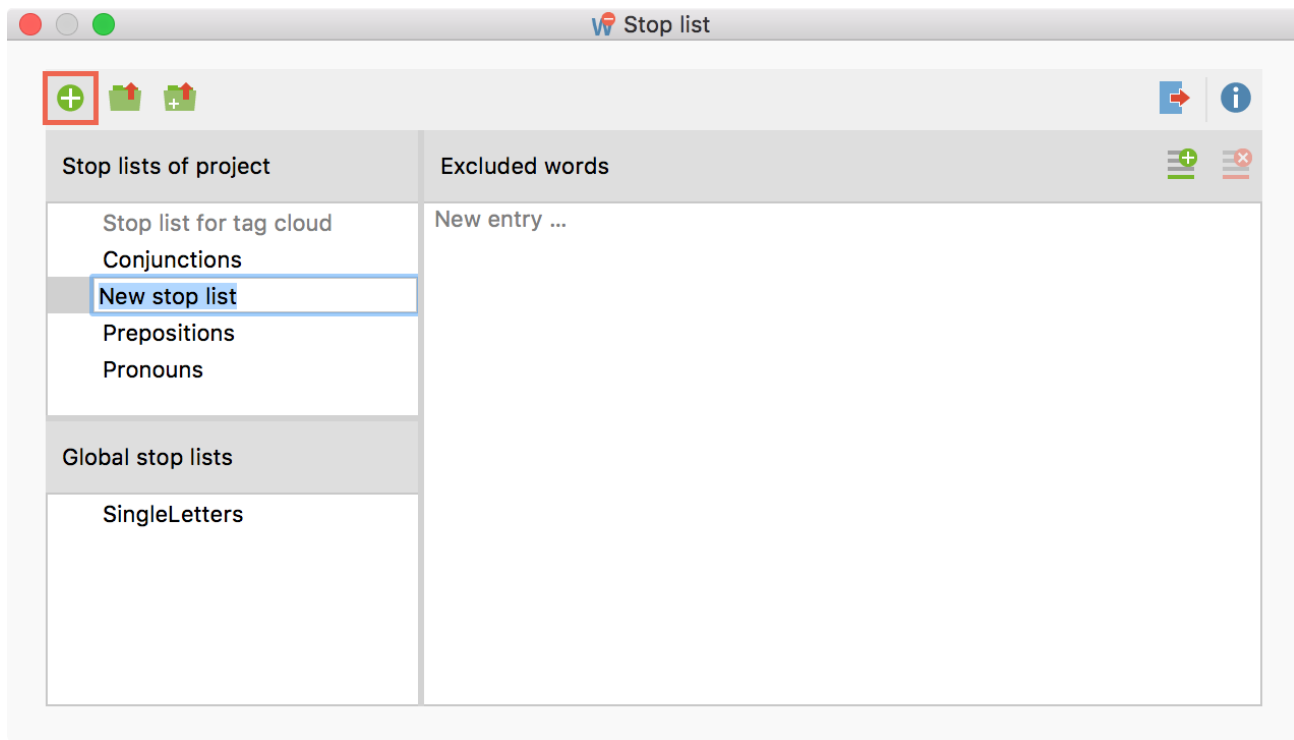 Stop list
Stop lists of project
Excluded words
Stop list for tag cloud
Conjunctions
New stop list
Prepositions
Pronouns
New entry ...
Global stop lists
SingleLetters